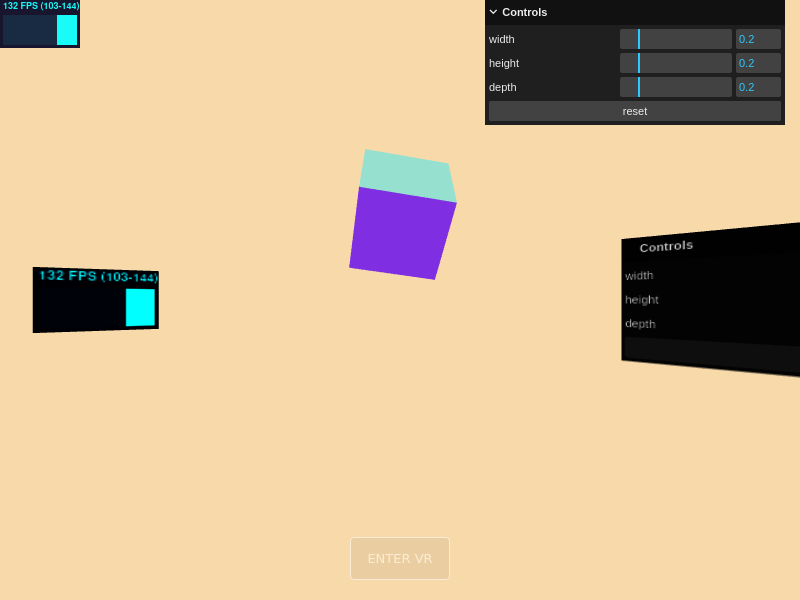 132 FPS (103-144)
Controls
width 0.2
height 0.2
depth 0.2
reset
132 FPS (103-144)
Controls
width
height
depth
ENTER VR